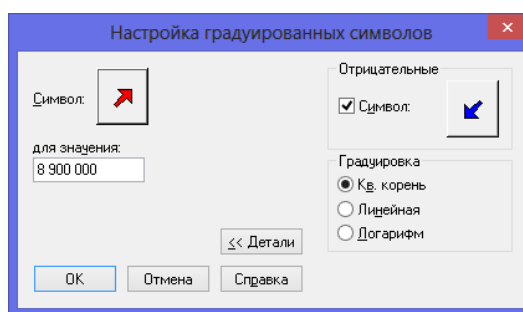 Настройка градуированных символов
Символ:
для значения:
8 900 000
<< Детали
OK
Отмена
Справка
Отрицательные
Символ:
Градуировка
Кв. корень
Линейная
Логарифм